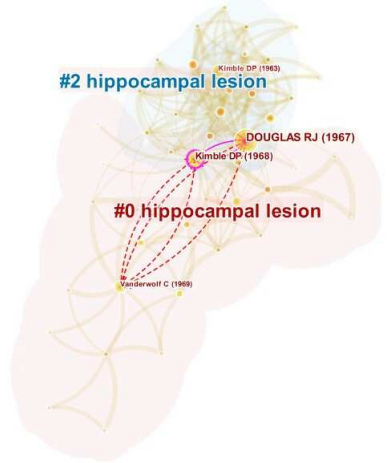 Kimble DP (1963)
#2 hippocampal lesion
DOUGLAS RJ (1967)
Kimble DP (1968)
#0 hippocampal lesion
Vanderwolf C (1969)